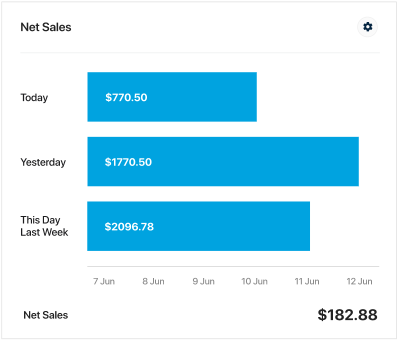 Net Sales
Today
$770.50
Yesterday
$1770.50
This Day
Last Week
$2096.78
7 Jun 8 Jun 9 Jun 10 Jun 11 Jun 12 Jun
Net Sales $182.88